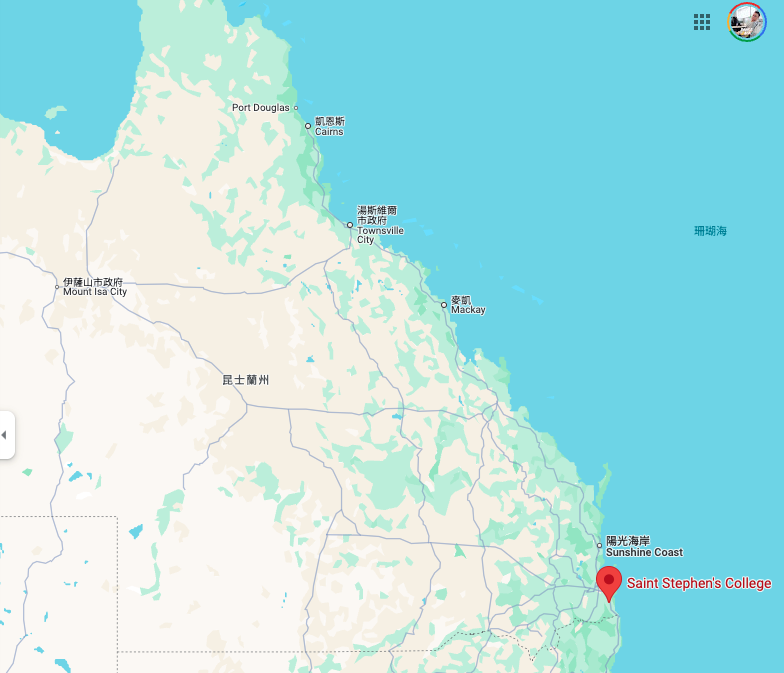 Port Douglas
凱恩斯
Cairns
湯斯維爾
市政府
Townsville
City
珊瑚海
伊薩山市政府
Mount Isa City
麥凱
Mackay
昆士蘭州
陽光海岸
Sunshine Coast
Saint Stephen's College